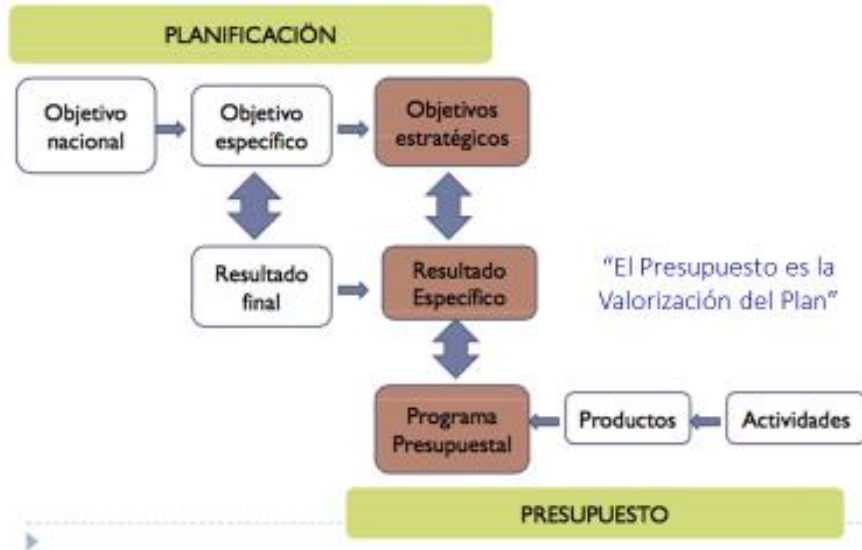 PLANIFICACIÖN
Objetivo
nacional
Objetivo
específico
Objetivos
estratégicos
Resultado
final
Resultado
Específico
"El Presupuesto es la
Valorización del Plan"
Programa
Presupuestal
Productos
Actividades
PRESUPUESTO